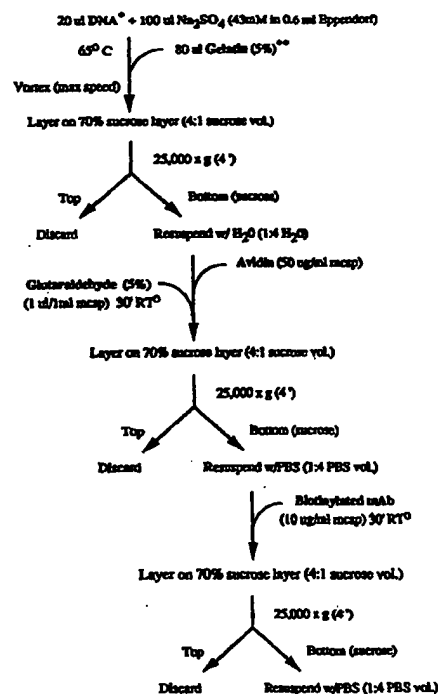 20 ul DNA* + 100 ul Na2SO4 (43mM in 0.6 ml Eppendorf)
65° C
80 ul Gelatin (5%)**
Vortex (max speed)
Layer on 70% sucrose layer (4:1 sucrose vol.)
25,000 x g (4')
Top
Bottom (sucrose)
Discard
Resuspend w/ H20 (1:4 H20)
Avidin (50 ug/ml mcsp)
Glutaraldehyde (5%)
(1 ul/1ml mcsp) 30' RT°
Layer on 70% sucrose layer (4:1 sucrose vol.)
25,000 x g (4')
Top
Bottom (sucrose)
Discard
Resuspend w/PBS (1:4 PBS vol.)
Biotinylated mAb
(10 ug/ml mcsp) 30' RT°
Layer on 70% sucrose layer (4:1 sucrose vol.)
25,000 x g (4')
Top
Bottom (sucrose)
Discard
Resuspend w/PBS (1:4 PBS vol.)